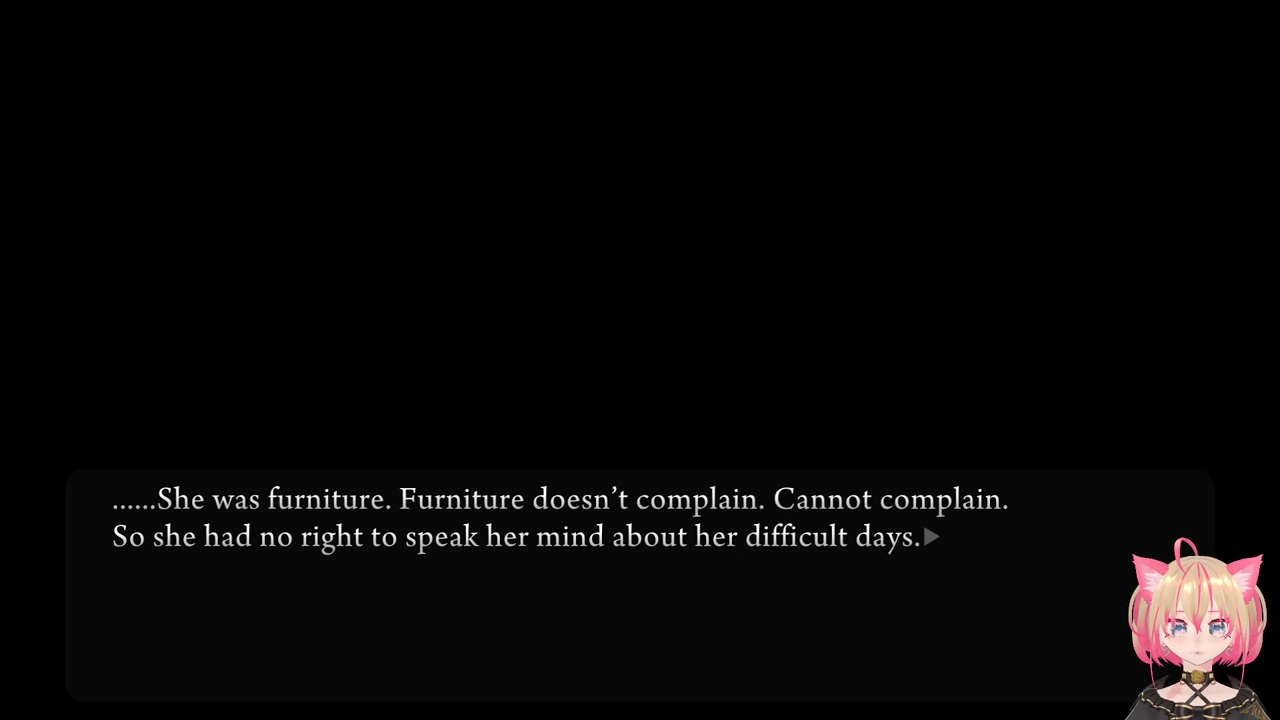 ......She was furniture. Furniture doesn’t complain. Cannot complain.
So she had no right to speak her mind about her difficult days.